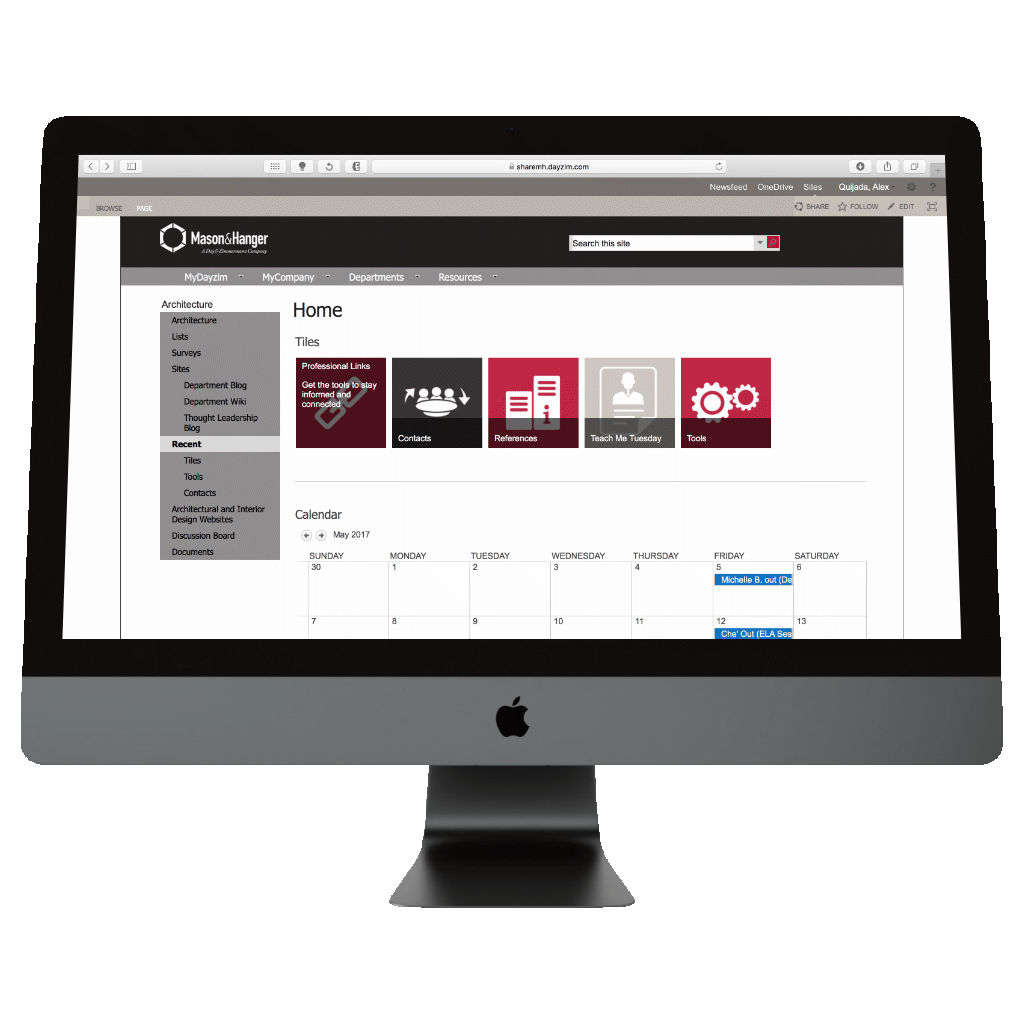 sharemh.dayzim.com
Newsfeed OneDrive Sites Quijada, Alex ?
BROWSE PAGE SHARE FOLLOW EDIT
Mason&Hanger
A Day & Zimmermann Company
Search this site
MyDayzim MyCompany Departments Resources
Architecture
Architecture
Lists
Surveys
Sites
Department Blog
Department Wiki
Thought Leadership
Blog
Recent
Tiles
Tools
Contacts
Architectural and Interior
Design Websites
Discussion Board
Documents
Home
Tiles
Professional Links
Get the tools to stay
informed and
connected
Contacts
References
Teach Me Tuesday
Tools
Calendar
May 2017
SUNDAY MONDAY TUESDAY WEDNESDAY THURSDAY FRIDAY SATURDAY
30 1 2 3 4 5 6
Michelle B. out (De
7 8 9 10 11 12 13
Che' Out (ELA Ses